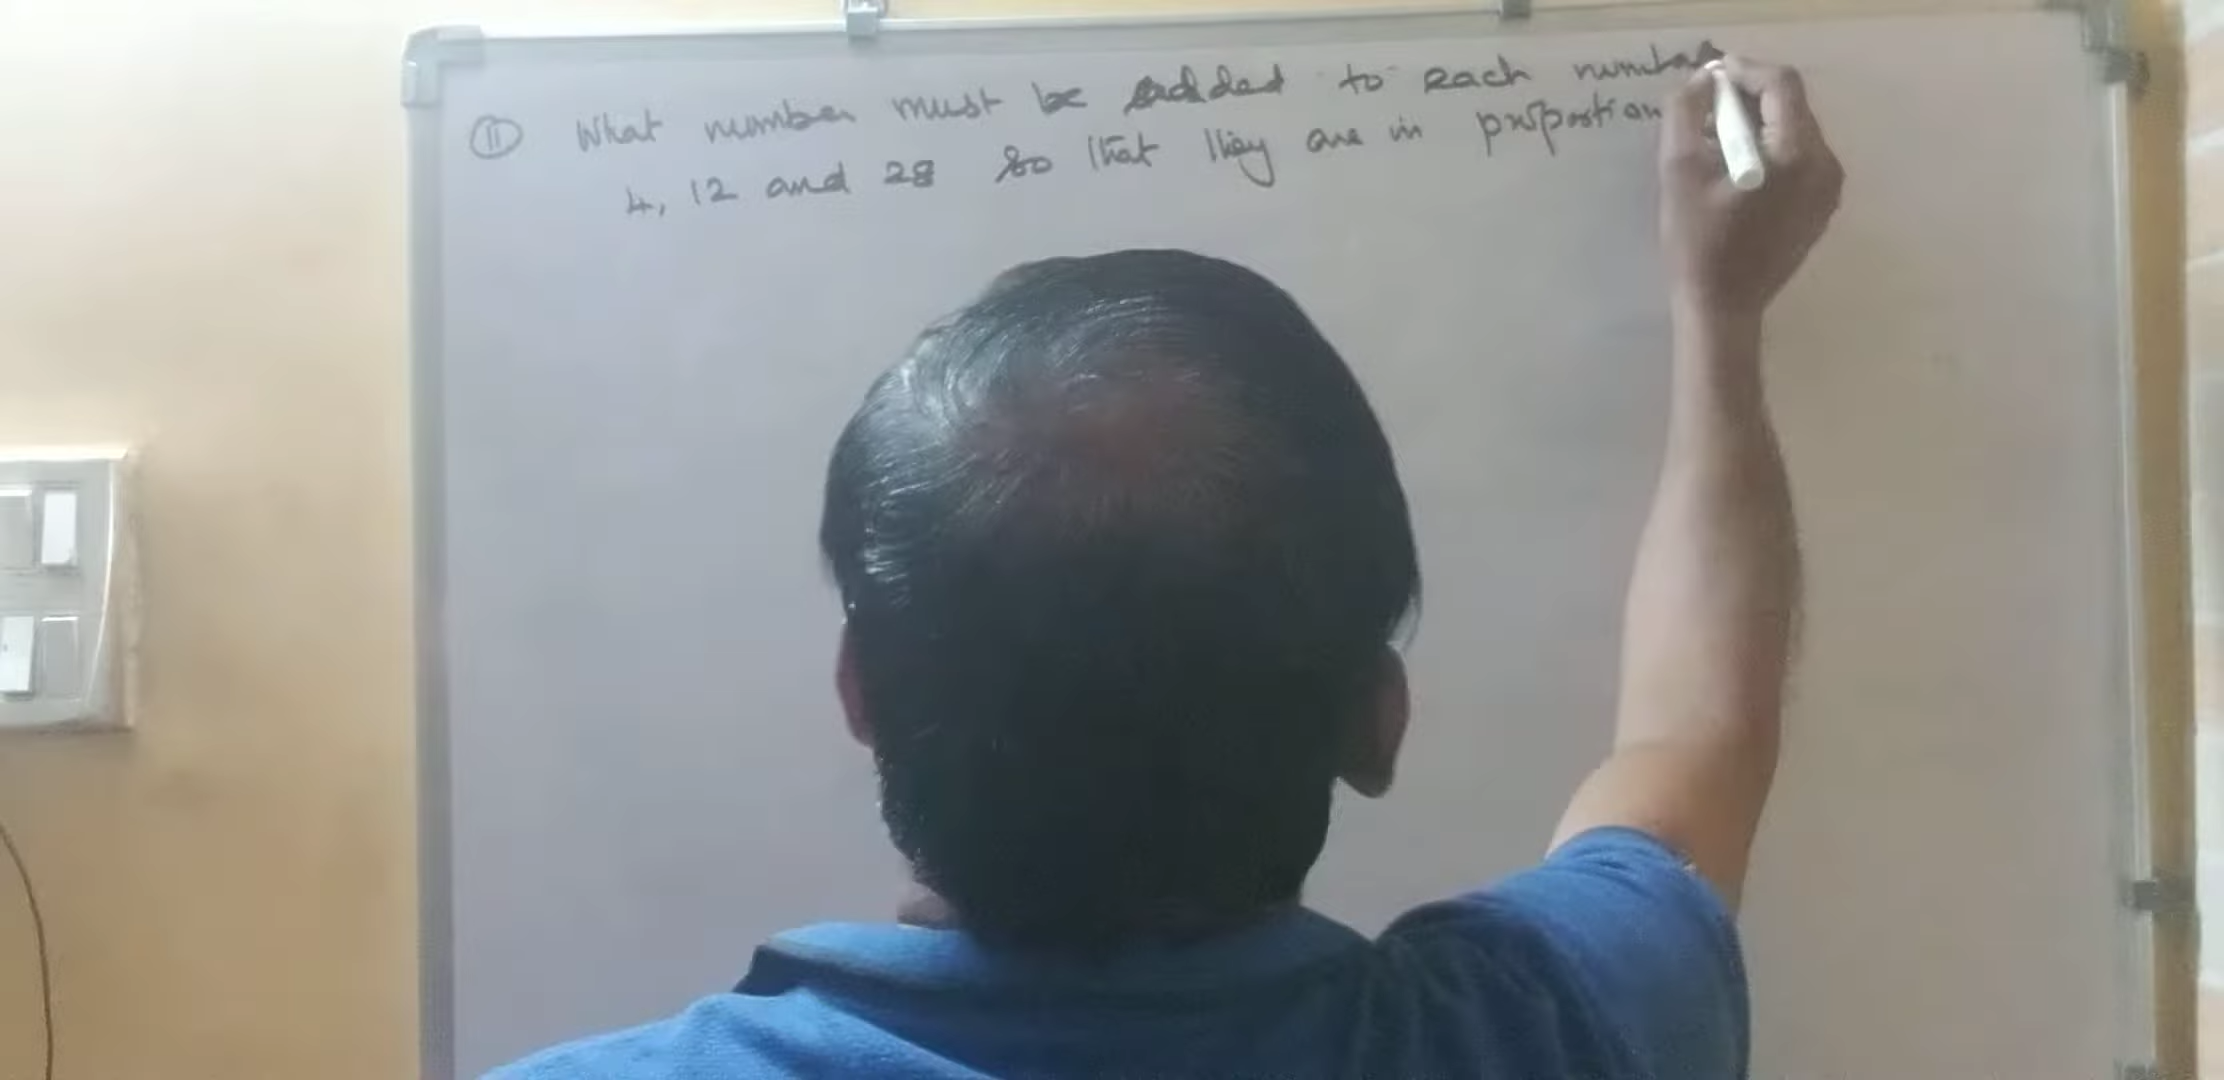 11 What number must be added to each number
4, 12 and 28 so that they are in proportion